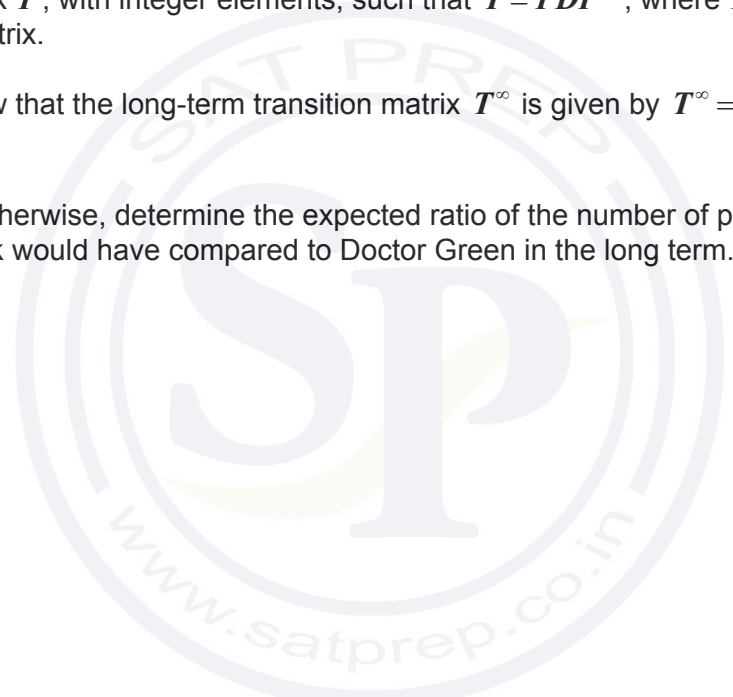 , with integer elements, such that T = PDP , where
trix.
that the long-term transition matrix T^∞ is given by T^∞ =
herwise, determine the expected ratio of the number of p
k would have compared to Doctor Green in the long term.
SAT PREP
SP
www.satprep.co.in